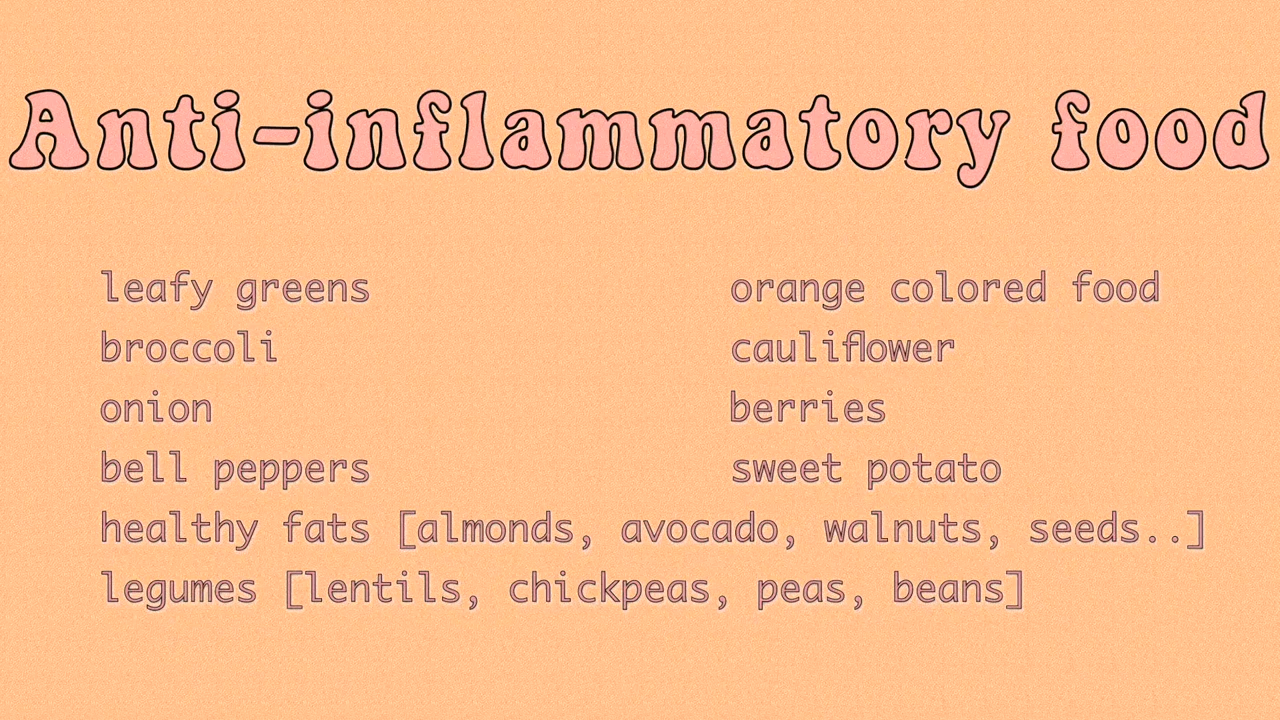 Anti-inflammatory food
leafy greens
broccoli
onion
bell peppers
orange colored food
cauliflower
berries
sweet potato
healthy fats [almonds, avocado, walnuts, seeds..]
legumes [lentils, chickpeas, peas, beans]